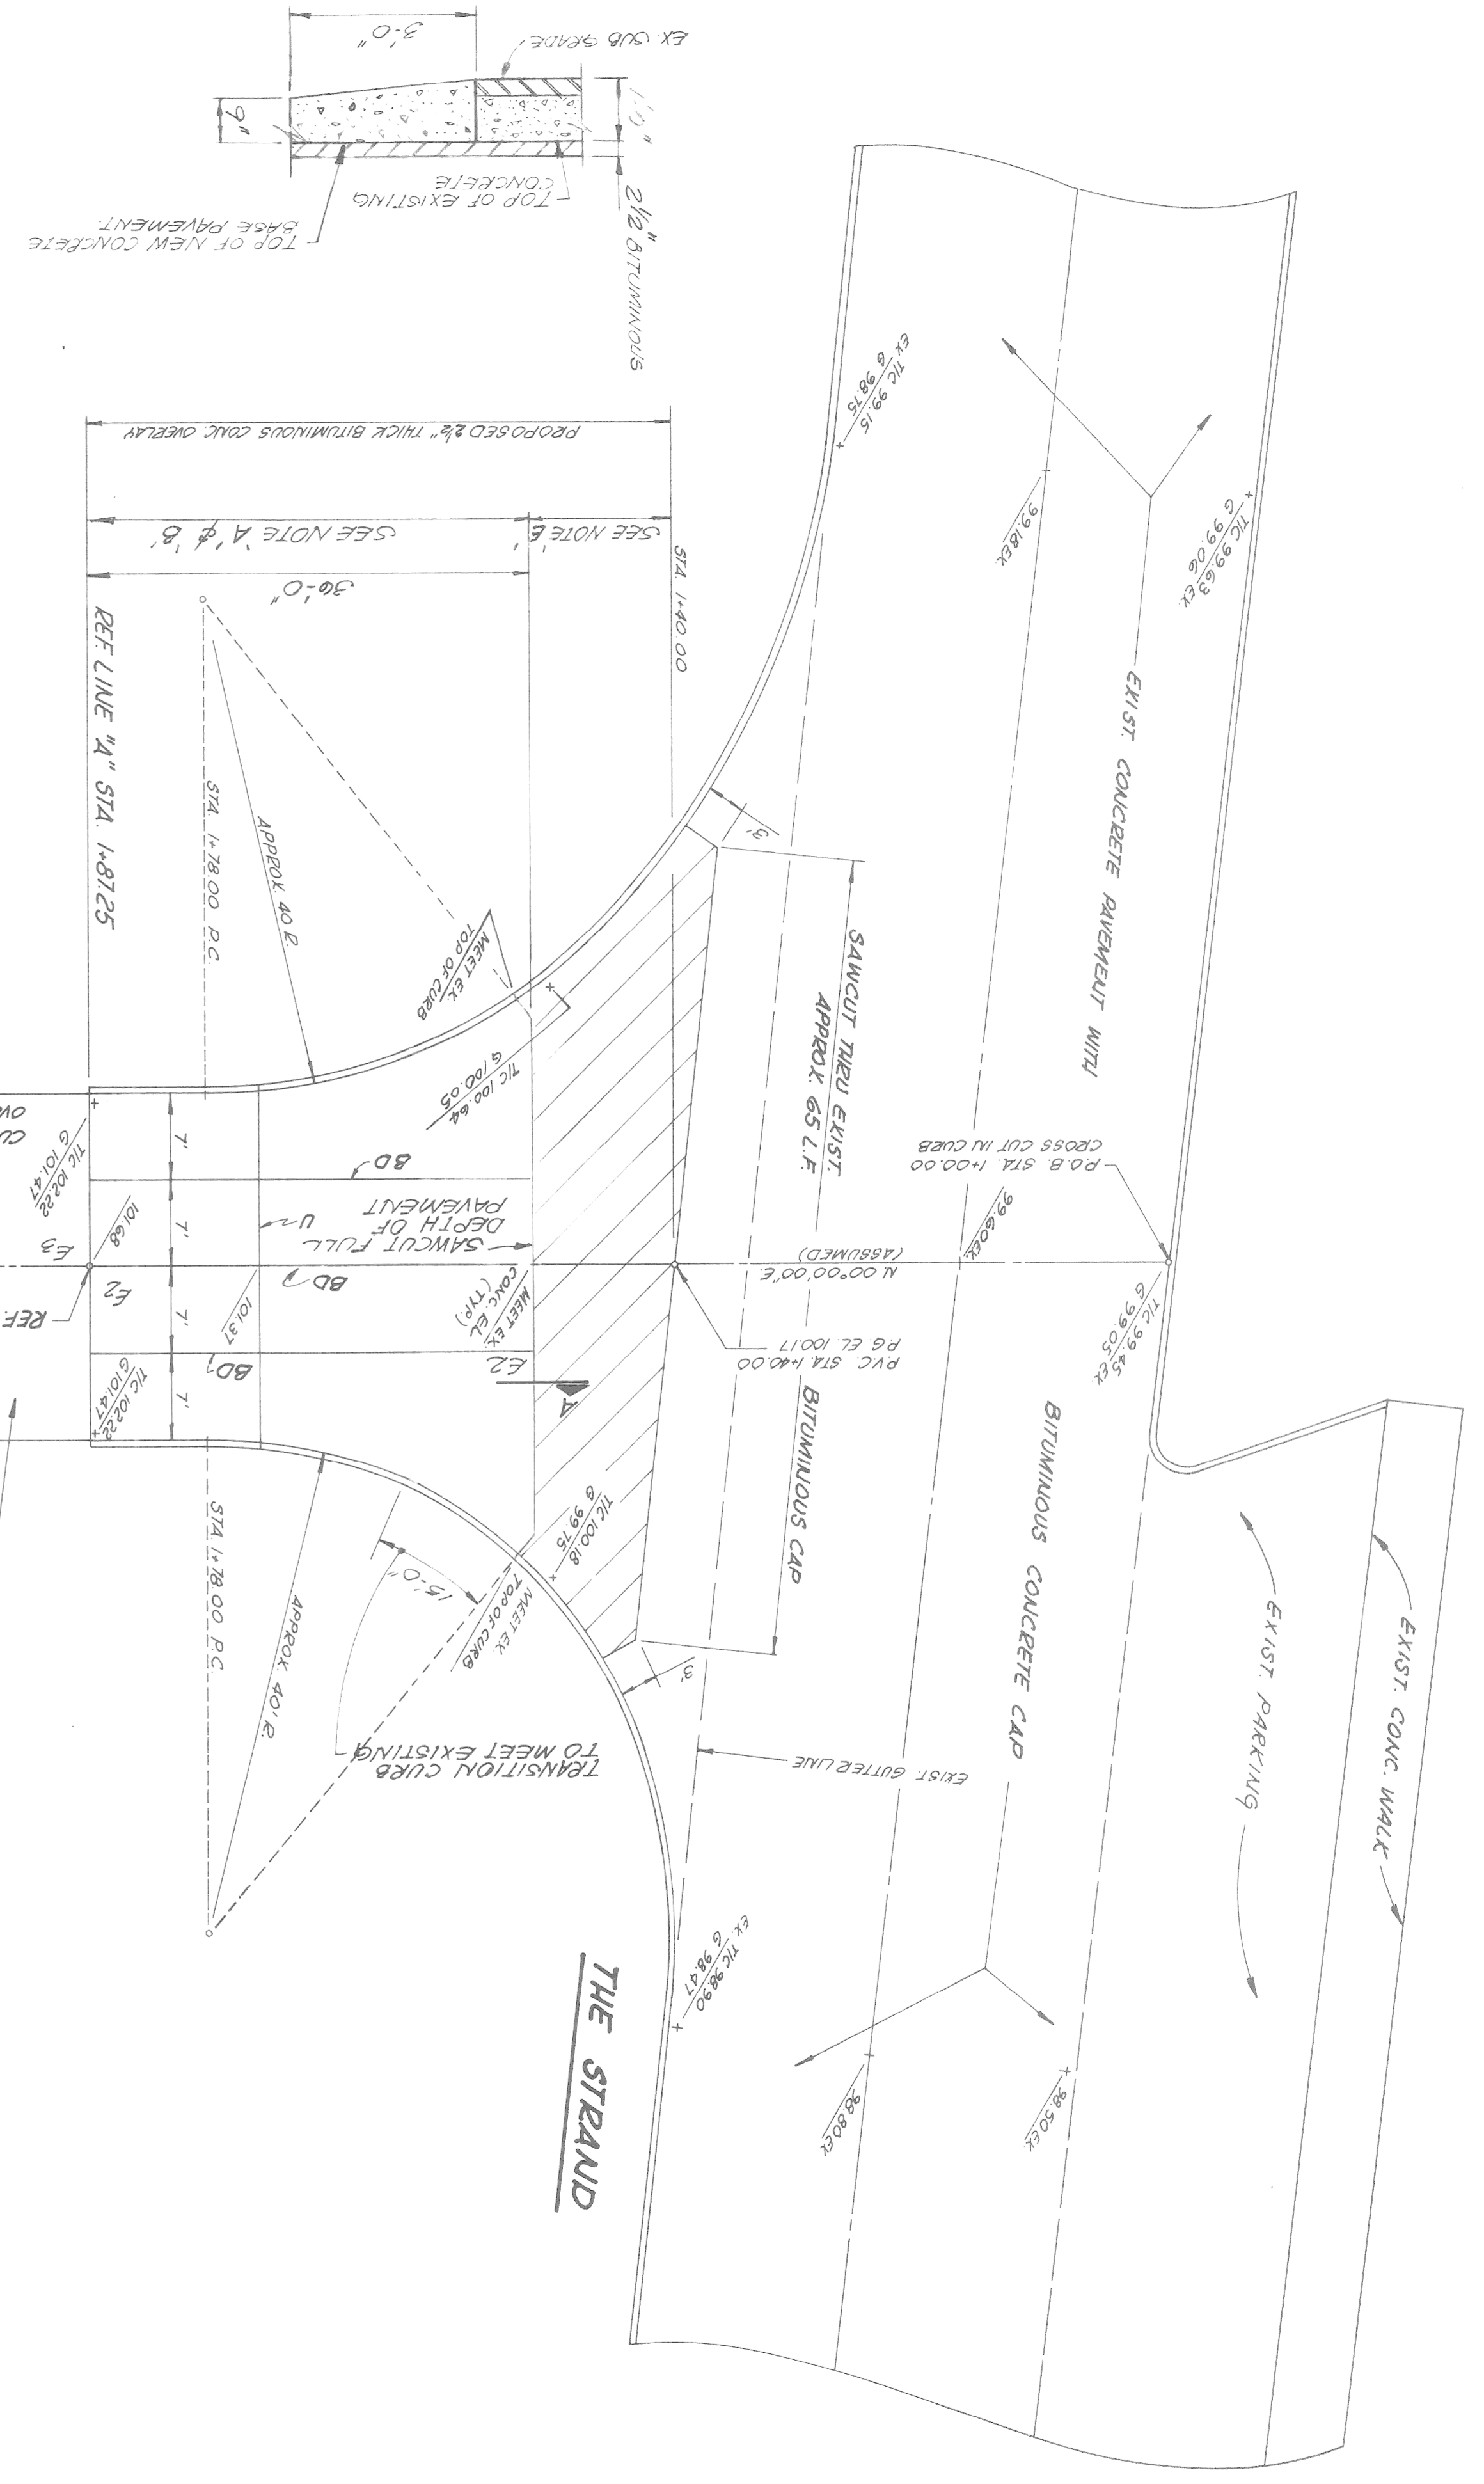 3'-0"
EX. SUB GRADE
9"
1'-0"
2½" BITUMINOUS
TOP OF EXISTING
CONCRETE
TOP OF NEW CONCRETE
BASE PAVEMENT.
PROPOSED 2½" THICK BITUMINOUS CONC. OVERLAY
SEE NOTE 'A' & 'B'
SEE NOTE 'E'
36'-0"
STA. 1+40.00
REF. LINE "A" STA. 1+87.25
STA. 1+78.00 P.C.
APPROX. 40' R.
MEET EX.
TOP OF CURB
T/C 100.64
G 100.05
EX T/C 99.15
G 98.75
99.18 EX
T/C 99.63 EX.
G 99.06
EXIST. CONCRETE PAVEMENT WITH
BITUMINOUS CONCRETE CAP
3'
SAWCUT THRU EXIST.
BITUMINOUS CAP
APPROX. 65 L.F.
P.O.B. STA. 1+00.00
CROSS CUT IN CURB
99.60 EX.
N 00°00'00" E.
(ASSUMED)
T/C 99.45 EX
G 99.05
P.V.C. STA. 1+40.00
P.G. EL. 100.17
CU
OV
T/C 102.22
G 101.47
7'
7'
7'
7'
BD
SAWCUT FULL
DEPTH OF
PAVEMENT
U
E3
101.68
E2
REF.
BD
101.37
MEET EX.
CONC. EL.
(TYP.)
E2
A
BD
T/C 102.22
G 101.47
STA. 1+78.00 P.C.
APPROX. 40' R.
15'-0"
MEET EX.
TOP OF CURB
T/C 100.18
G 99.75
3'
TRANSITION CURB
TO MEET EXISTING
EXIST. GUTTER LINE
EX. T/C 98.90
G 98.47
THE STRAND
98.80 EX
98.50 EX
EXIST. PARKING
EXIST. CONC. WALK